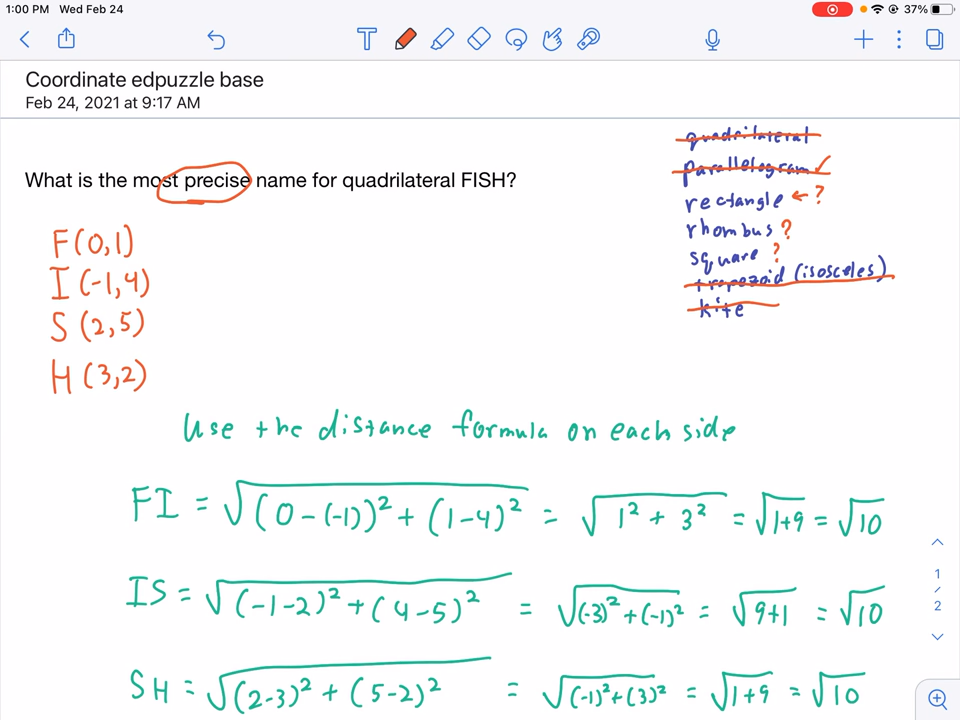 1:00 PM Wed Feb 24
37%
T
Coordinate edpuzzle base
Feb 24, 2021 at 9:17 AM
What is the most precise name for quadrilateral FISH?
quadrilateral
parallelogram ✓
rectangle ← ?
rhombus ?
square ?
trapezoid (isosceles)
kite
F(0,1)
I(-1,4)
S(2,5)
H(3,2)
Use the distance formula on each side
FI = √(0-(-1))² + (1-4)² = √1² + 3² = √1+9 = √10
IS = √(-1-2)² + (4-5)² = √(-3)² + (-1)² = √9+1 = √10
SH = √(2-3)² + (5-2)² = √(-1)² + (3)² = √1+9 = √10
1
/
2